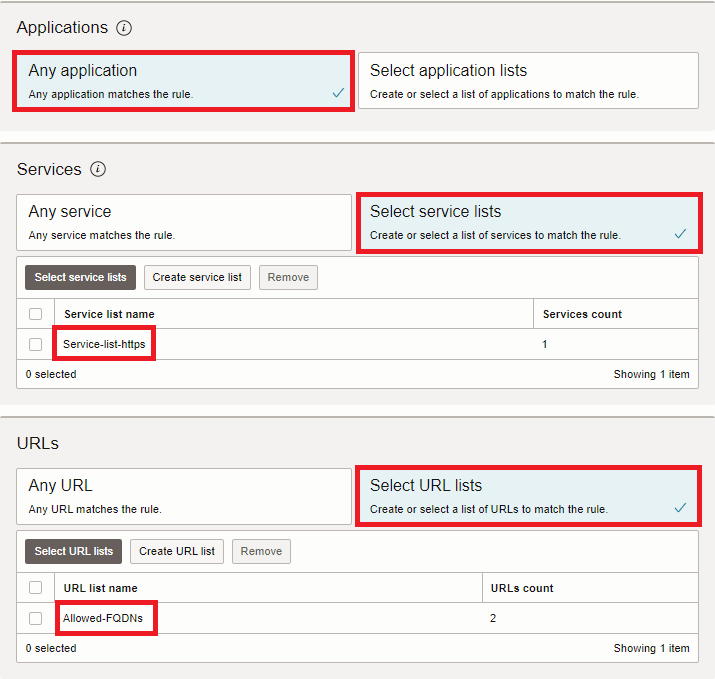 Applications
Any application
Any application matches the rule.
Select application lists
Create or select a list of applications to match the rule.
Services
Any service
Any service matches the rule.
Select service lists
Create or select a list of services to match the rule.
Select service lists
Create service list
Remove
Service list name
Services count
Service-list-https
1
0 selected
Showing 1 item
URLs
Any URL
Any URL matches the rule.
Select URL lists
Create or select a list of URLs to match the rule.
Select URL lists
Create URL list
Remove
URL list name
URLs count
Allowed-FQDNs
2
0 selected
Showing 1 item